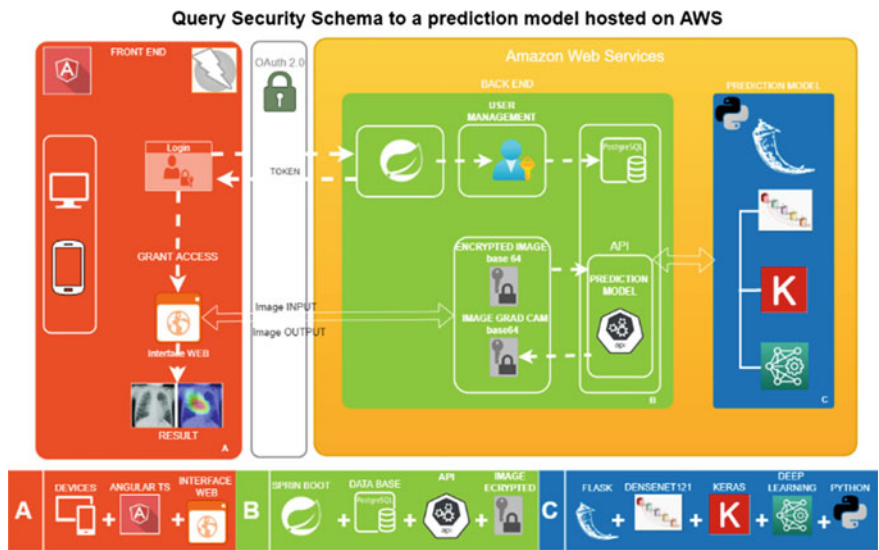 Query Security Schema to a prediction model hosted on AWS
FRONT END
OAuth 2.0
Amazon Web Services
BACK END
PREDICTION MODEL
USER
MANAGEMENT
Login
TOKEN
PostgreSQL
GRANT ACCESS
ENCRYPTED IMAGE
base 64
API
PREDICTION
MODEL
api
K
Image INPUT
IMAGE GRAD CAM
base64
Image OUTPUT
Interface WEB
RESULT
A
B
C
A
DEVICES
ANGULAR TS
INTERFACE
WEB
B
SPRIN BOOT
DATA BASE
PostgreSQL
API
api
IMAGE
ECRYPTED
C
FLASK
DENSENET121
KERAS
K
DEEP
LEARNING
PYTHON